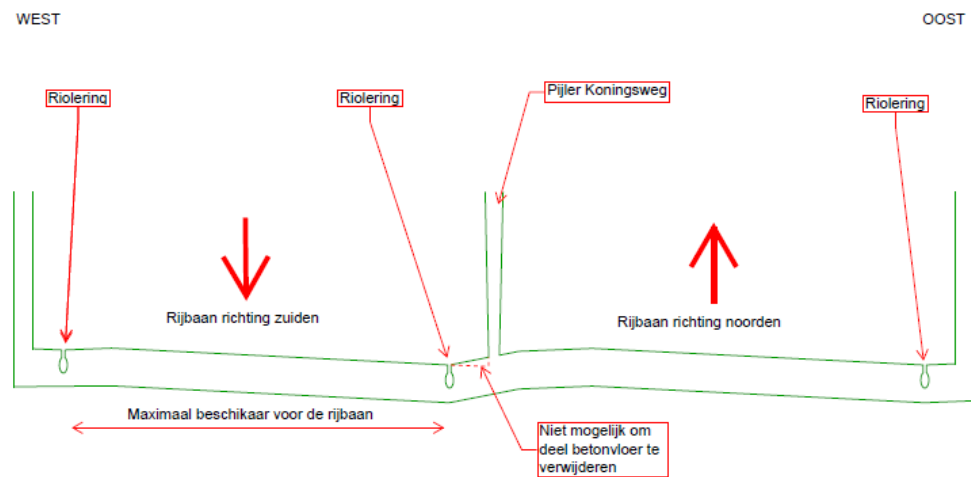 WEST
OOST
Riolering
Riolering
Pijler Koningsweg
Riolering
Rijbaan richting zuiden
Rijbaan richting noorden
Maximaal beschikaar voor de rijbaan
Niet mogelijk om
deel betonvloer te
verwijderen